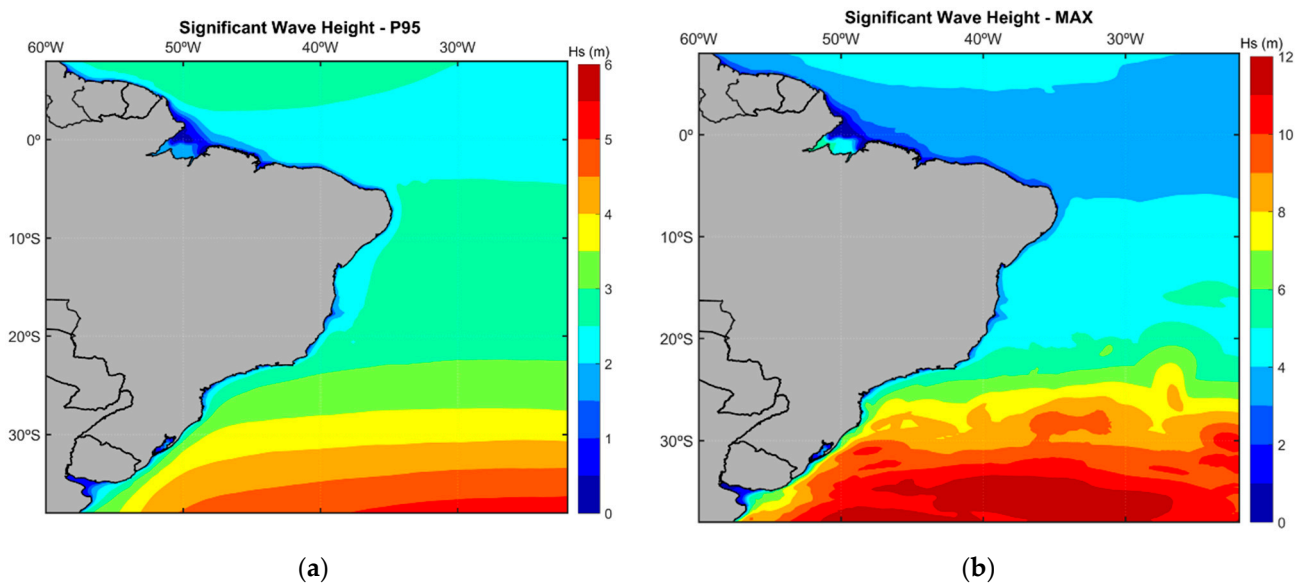 Significant Wave Height - P95
60ºW 50ºW 40ºW 30ºW Hs (m)
0º
10ºS
20ºS
30ºS
6
5
4
3
2
1
0
(a)
Significant Wave Height - MAX
60ºW 50ºW 40ºW 30ºW Hs (m)
0º
10ºS
20ºS
30ºS
12
10
8
6
4
2
0
(b)